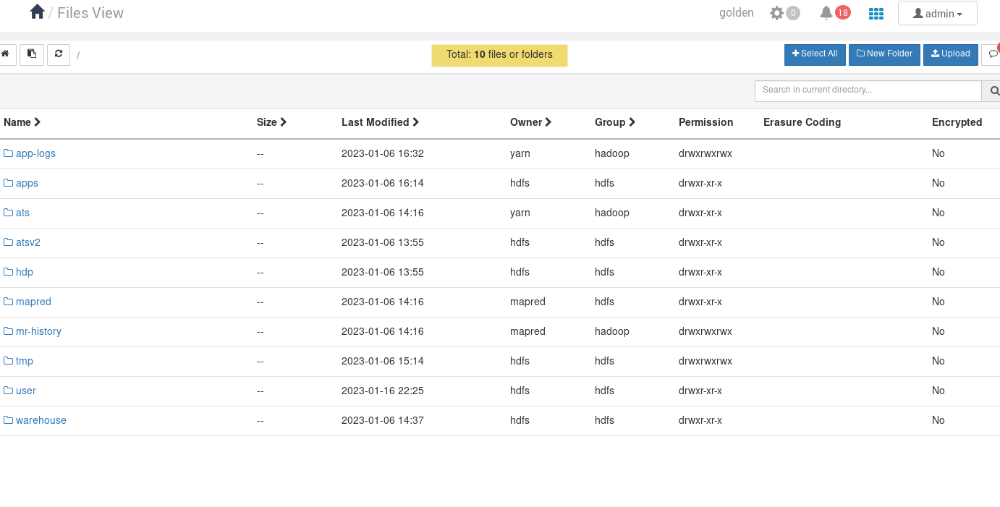 / Files View golden 0 18 admin
/ Total: 10 files or folders Select All New Folder Upload
Search in current directory...
Name Size Last Modified Owner Group Permission Erasure Coding Encrypted
app-logs -- 2023-01-06 16:32 yarn hadoop drwxrwxrwx No
apps -- 2023-01-06 16:14 hdfs hdfs drwxr-xr-x No
ats -- 2023-01-06 14:16 yarn hadoop drwxr-xr-x No
atsv2 -- 2023-01-06 13:55 hdfs hdfs drwxr-xr-x No
hdp -- 2023-01-06 13:55 hdfs hdfs drwxr-xr-x No
mapred -- 2023-01-06 14:16 mapred hdfs drwxr-xr-x No
mr-history -- 2023-01-06 14:16 mapred hadoop drwxrwxrwx No
tmp -- 2023-01-06 15:14 hdfs hdfs drwxrwxrwx No
user -- 2023-01-16 22:25 hdfs hdfs drwxr-xr-x No
warehouse -- 2023-01-06 14:37 hdfs hdfs drwxr-xr-x No